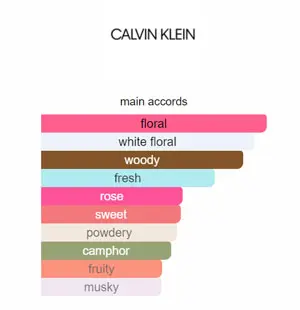 CALVIN KLEIN
main accords
floral
white floral
woody
fresh
rose
sweet
powdery
camphor
fruity
musky